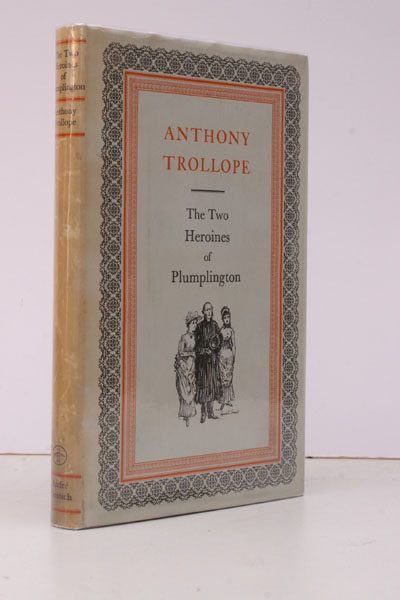 The Two
Heroines
of
Plumplington
Anthony
Trollope
ANTHONY
TROLLOPE
The Two
Heroines
of
Plumplington